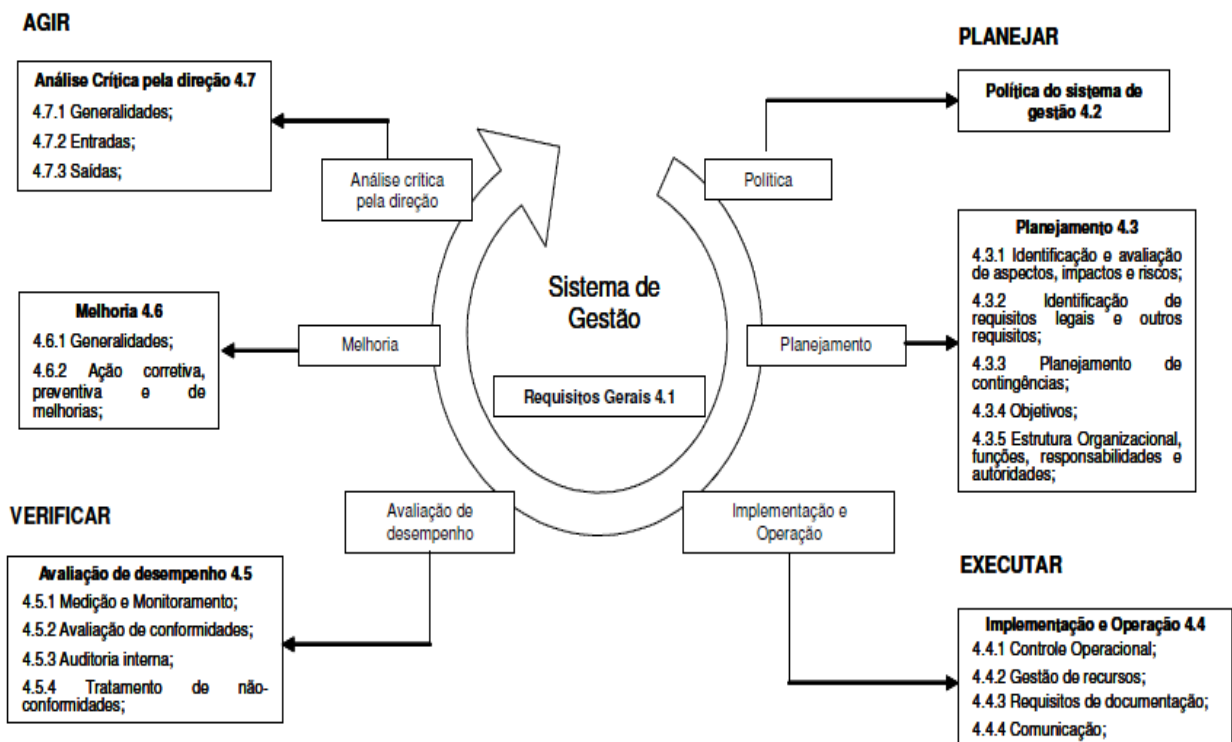 AGIR
Análise Crítica pela direção 4.7
4.7.1 Generalidades;
4.7.2 Entradas;
4.7.3 Saídas;
Análise crítica
pela direção
PLANEJAR
Política do sistema de
gestão 4.2
Política
Planejamento 4.3
4.3.1 Identificação e avaliação
de aspectos, impactos e riscos;
4.3.2 Identificação de
requisitos legais e outros
requisitos;
4.3.3 Planejamento de
contingências;
4.3.4 Objetivos;
4.3.5 Estrutura Organizacional,
funções, responsabilidades e
autoridades;
Planejamento
Sistema de
Gestão
Requisitos Gerais 4.1
Melhoria 4.6
4.6.1 Generalidades;
4.6.2 Ação corretiva,
preventiva e de
melhorias;
Melhoria
VERIFICAR
Avaliação de
desempenho
Avaliação de desempenho 4.5
4.5.1 Medição e Monitoramento;
4.5.2 Avaliação de conformidades;
4.5.3 Auditoria interna;
4.5.4 Tratamento de não-
conformidades;
Implementação e
Operação
EXECUTAR
Implementação e Operação 4.4
4.4.1 Controle Operacional;
4.4.2 Gestão de recursos;
4.4.3 Requisitos de documentação;
4.4.4 Comunicação;